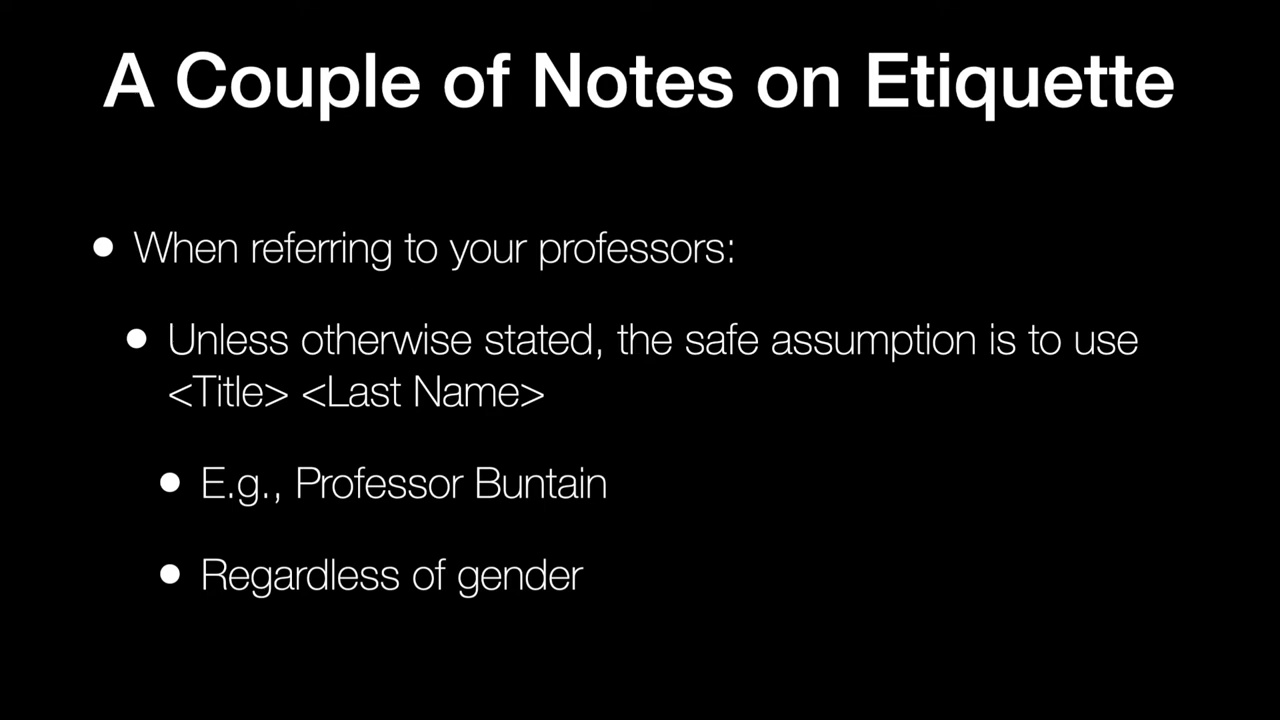 A Couple of Notes on Etiquette
When referring to your professors:
Unless otherwise stated, the safe assumption is to use
<Title> <Last Name>
E.g., Professor Buntain
Regardless of gender